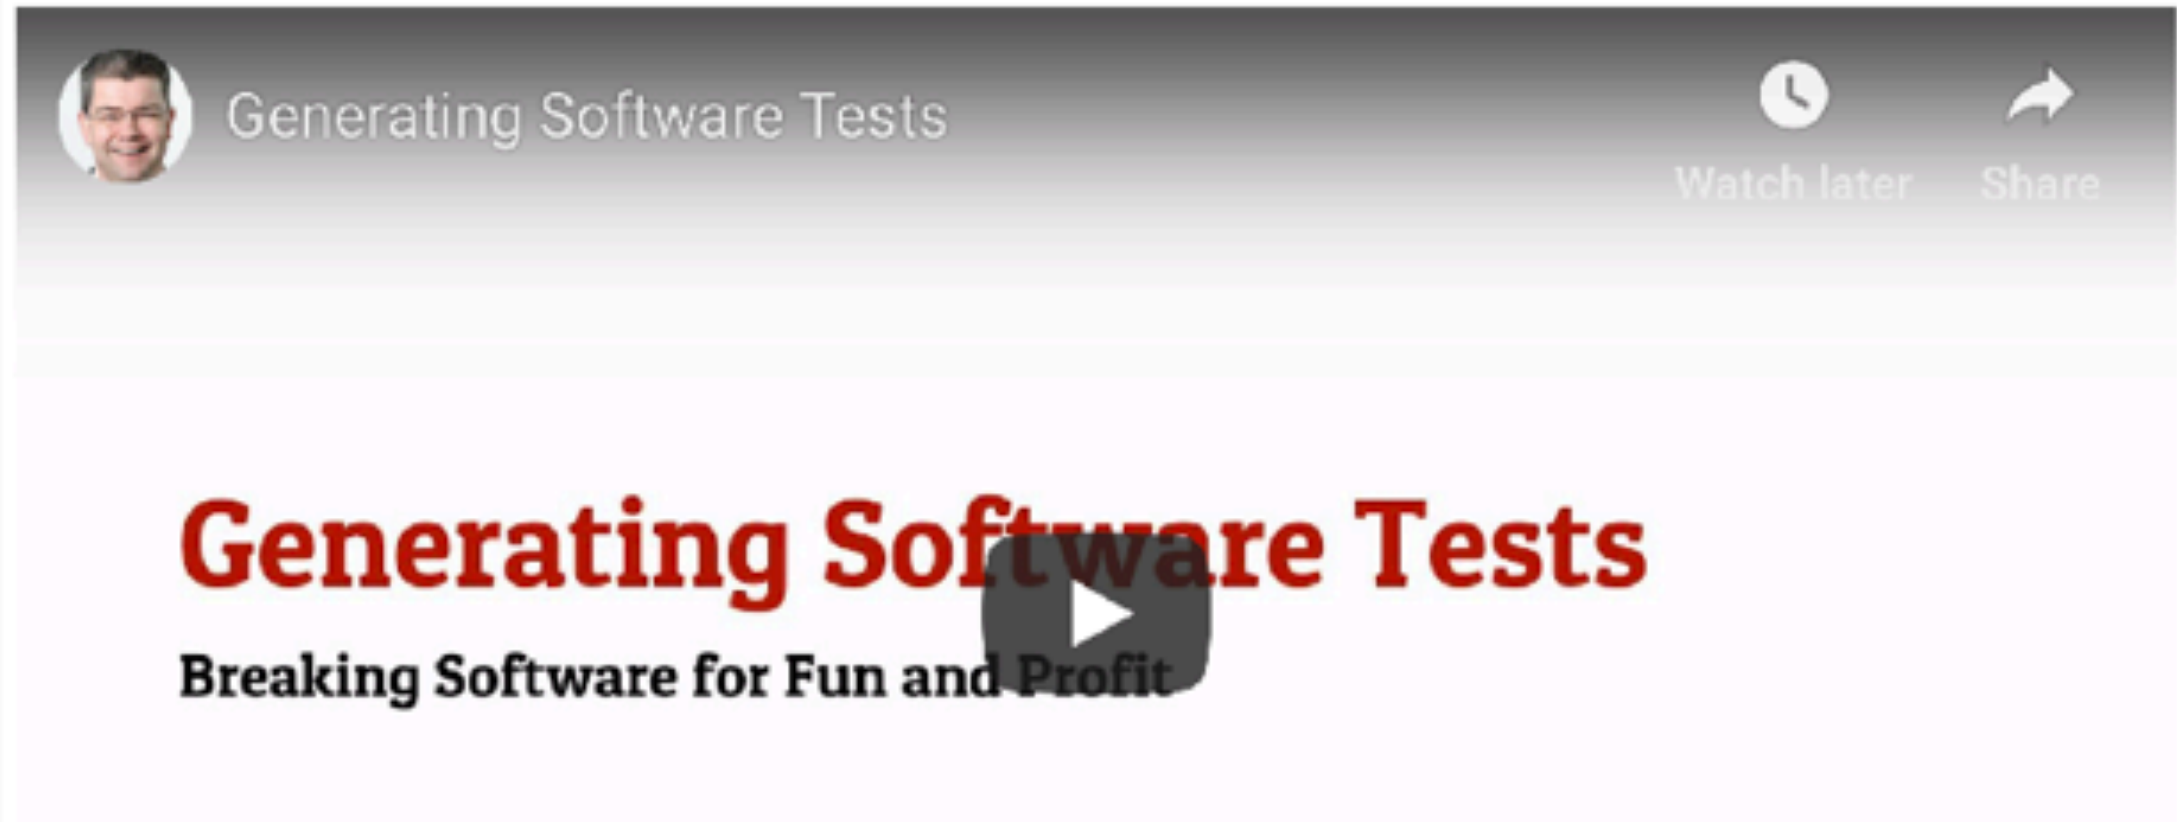 Generating Software Tests
Watch later
Share
Generating Software Tests
Breaking Software for Fun and Profit